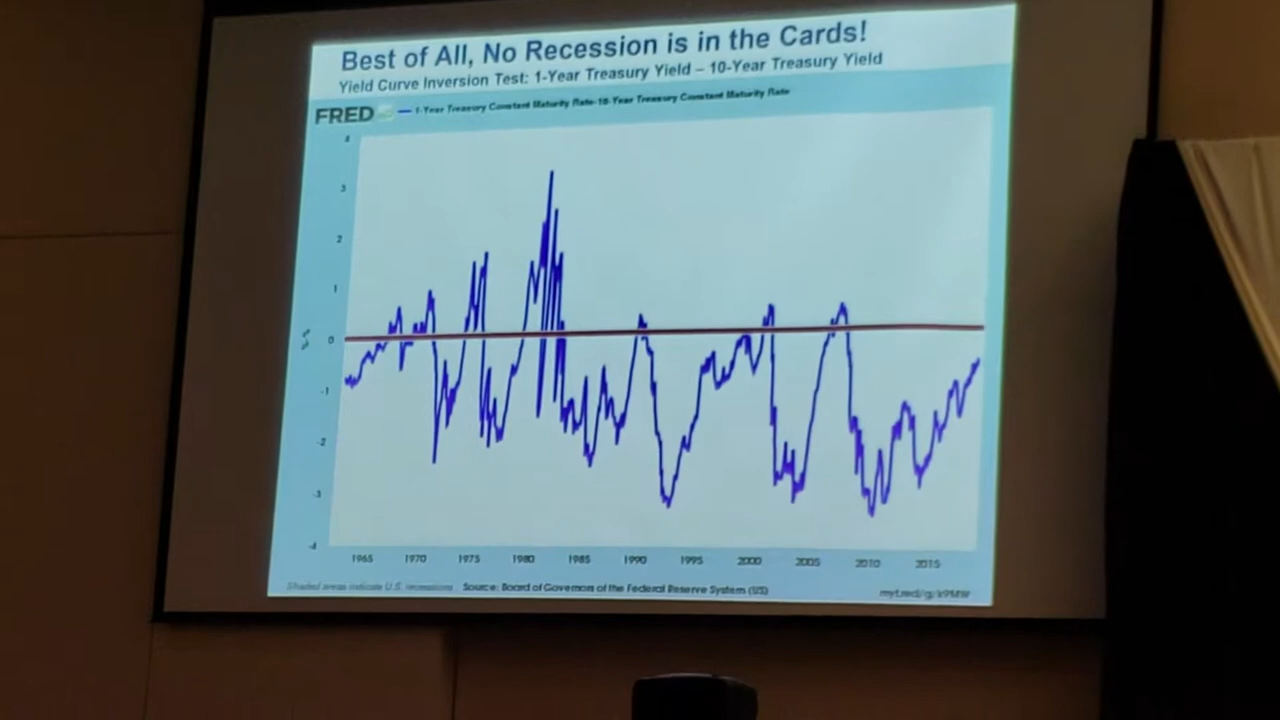 Best of All, No Recession is in the Cards!
Yield Curve Inversion Test: 1-Year Treasury Yield – 10-Year Treasury Yield
FRED 1-Year Treasury Constant Maturity Rate-10-Year Treasury Constant Maturity Rate
4
3
2
1
0
-1
-2
-3
-4
%
1965 1970 1975 1980 1985 1990 1995 2000 2005 2010 2015
Shaded areas indicate U.S. recessions Source: Board of Governors of the Federal Reserve System (US)